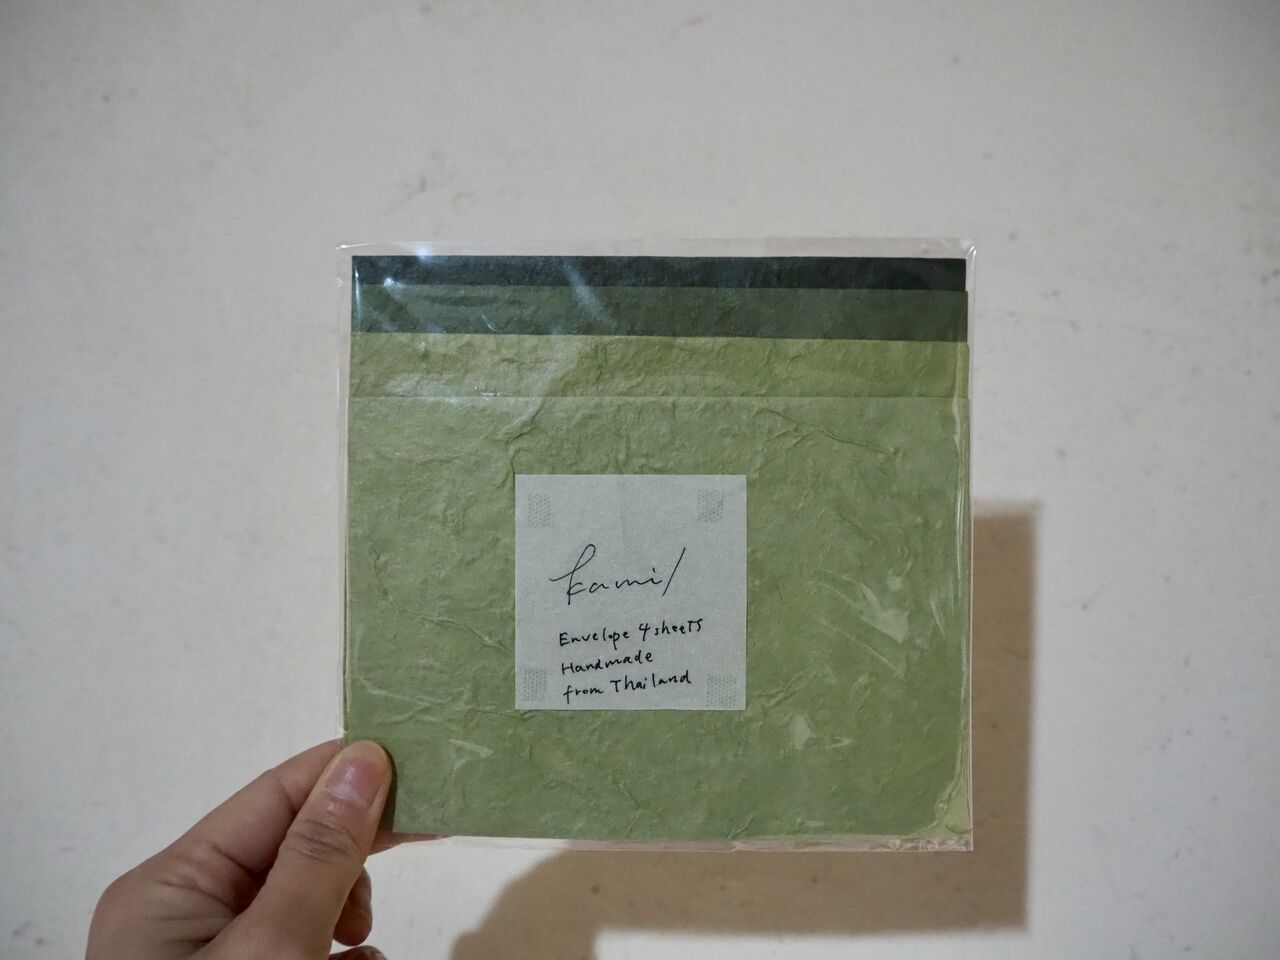 kami/
Envelope 4 sheets
Handmade
from Thailand